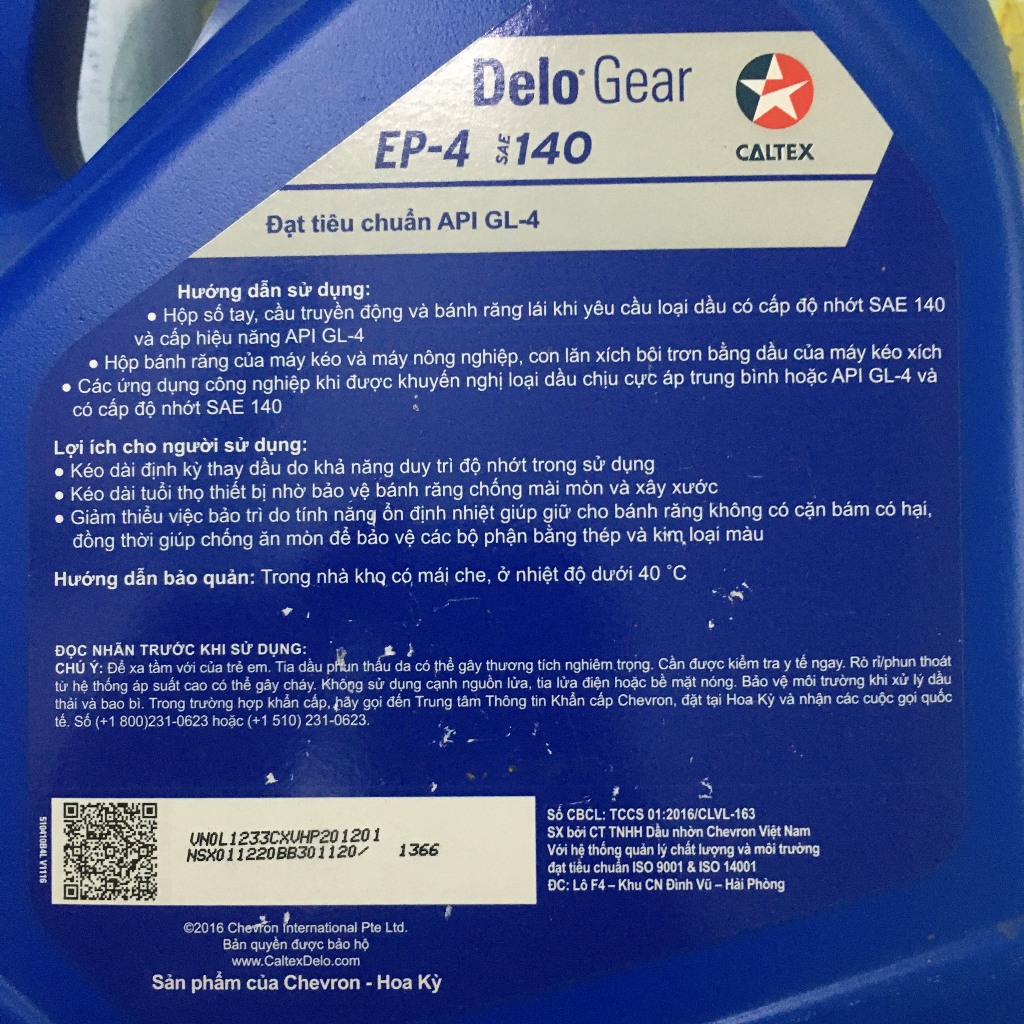 Delo® Gear
EP-4 SAE 140
CALTEX
Đạt tiêu chuẩn API GL-4
Hướng dẫn sử dụng:
● Hộp số tay, cầu truyền động và bánh răng lái khi yêu cầu loại dầu có cấp độ nhớt SAE 140
và cấp hiệu năng API GL-4
● Hộp bánh răng của máy kéo và máy nông nghiệp, con lăn xích bôi trơn bằng dầu của máy kéo xích
● Các ứng dụng công nghiệp khi được khuyến nghị loại dầu chịu cực áp trung bình hoặc API GL-4 và
có cấp độ nhớt SAE 140
Lợi ích cho người sử dụng:
● Kéo dài định kỳ thay dầu do khả năng duy trì độ nhớt trong sử dụng
● Kéo dài tuổi thọ thiết bị nhờ bảo vệ bánh răng chống mài mòn và xây xước
● Giảm thiểu việc bảo trì do tính năng ổn định nhiệt giúp giữ cho bánh răng không có cặn bám có hại,
đồng thời giúp chống ăn mòn để bảo vệ các bộ phận bằng thép và kim loại màu
Hướng dẫn bảo quản: Trong nhà kho có mái che, ở nhiệt độ dưới 40 °C
ĐỌC NHÃN TRƯỚC KHI SỬ DỤNG:
CHÚ Ý: Để xa tầm với của trẻ em. Tia dầu phun thấu da có thể gây thương tích nghiêm trọng. Cần được kiểm tra y tế ngay. Rò rỉ/phun thoát
từ hệ thống áp suất cao có thể gây cháy. Không sử dụng cạnh nguồn lửa, tia lửa điện hoặc bề mặt nóng. Bảo vệ môi trường khi xử lý dầu
thải và bao bì. Trong trường hợp khẩn cấp, hãy gọi đến Trung tâm Thông tin Khẩn cấp Chevron, đặt tại Hoa Kỳ và nhận các cuộc gọi quốc
tế. Số (+1 800)231-0623 hoặc (+1 510) 231-0623.
510410B4L V1116
VN0L1233CXVHP201201
NSX011220BB301120/ 1366
Số CBCL: TCCS 01:2016/CLVL-163
SX bởi CT TNHH Dầu nhờn Chevron Việt Nam
Với hệ thống quản lý chất lượng và môi trường
đạt tiêu chuẩn ISO 9001 & ISO 14001
ĐC: Lô F4 – Khu CN Đình Vũ – Hải Phòng
©2016 Chevron International Pte Ltd.
Bản quyền được bảo hộ
www.CaltexDelo.com
Sản phẩm của Chevron - Hoa Kỳ